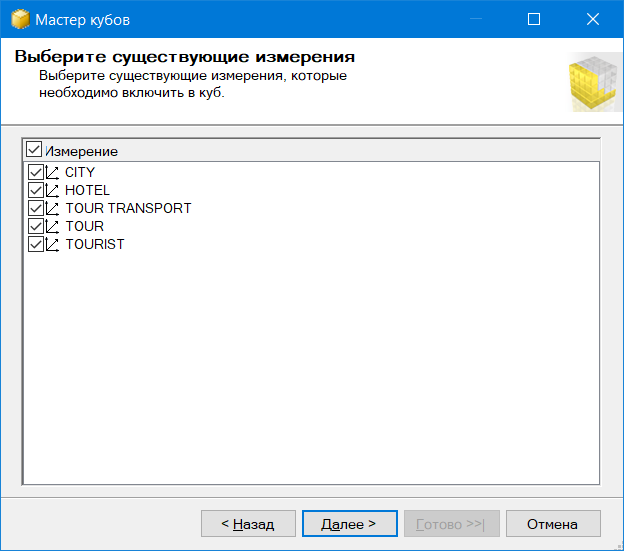 Мастер кубов
Выберите существующие измерения
Выберите существующие измерения, которые
необходимо включить в куб.
Измерение
CITY
HOTEL
TOUR TRANSPORT
TOUR
TOURIST
< Назад
Далее >
Готово >>|
Отмена